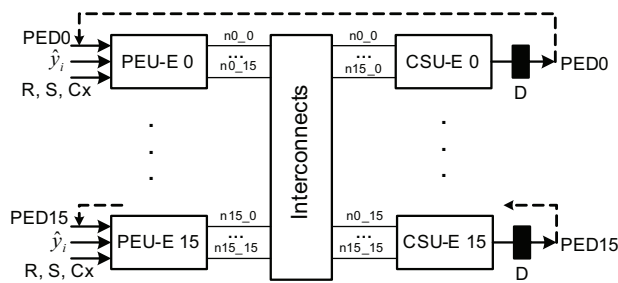 PED0
ŷi
R, S, Cx
PEU-E 0
n0_0
...
n0_15
Interconnects
n0_0
...
n15_0
CSU-E 0
D
PED0
.
.
.
.
.
.
PED15
ŷi
R, S, Cx
PEU-E 15
n15_0
...
n15_15
n0_15
...
n15_15
CSU-E 15
D
PED15